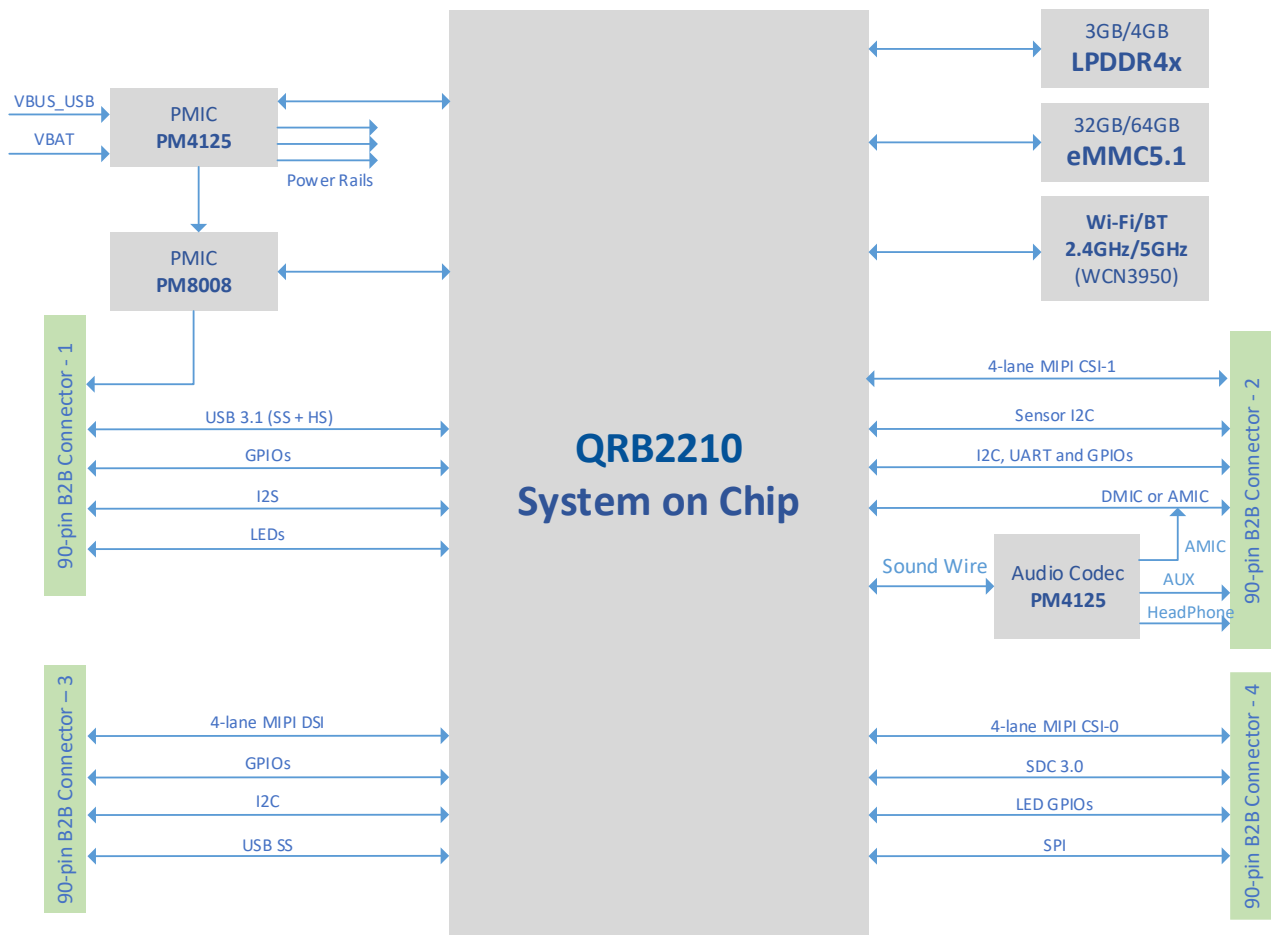 VBUS_USB
VBAT
PMIC
PM4125
Power Rails
PMIC
PM8008
90-pin B2B Connector - 1
USB 3.1 (SS + HS)
GPIOs
I2S
LEDs
90-pin B2B Connector – 3
4-lane MIPI DSI
GPIOs
I2C
USB SS
QRB2210
System on Chip
3GB/4GB
LPDDR4x
32GB/64GB
eMMC5.1
Wi-Fi/BT
2.4GHz/5GHz
(WCN3950)
4-lane MIPI CSI-1
Sensor I2C
I2C, UART and GPIOs
DMIC or AMIC
AMIC
Sound Wire
Audio Codec
PM4125
AUX
HeadPhone
90-pin B2B Connector - 2
4-lane MIPI CSI-0
SDC 3.0
LED GPIOs
SPI
90-pin B2B Connector - 4